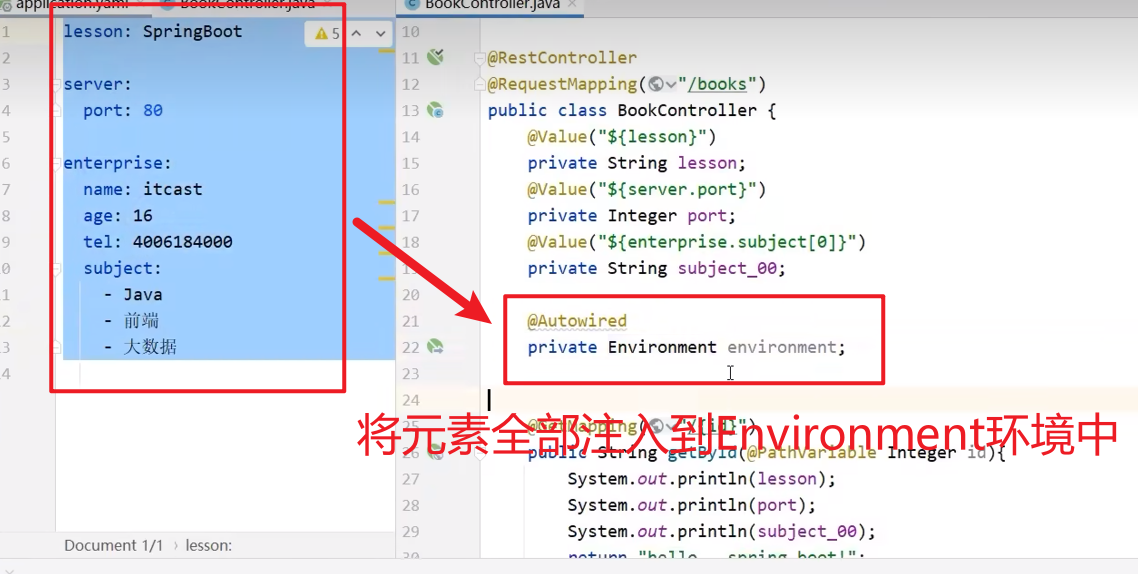 application.yaml
BookController.java
BookController.java
1 lesson: SpringBoot
5
2
3 server:
4 port: 80
5
6 enterprise:
7 name: itcast
8 age: 16
9 tel: 4006184000
0 subject:
1 - Java
2 - 前端
3 - 大数据
4
Document 1/1 › lesson:
10
11 @RestController
12 @RequestMapping("/books")
13 public class BookController {
14 @Value("${lesson}")
15 private String lesson;
16 @Value("${server.port}")
17 private Integer port;
18 @Value("${enterprise.subject[0]}")
private String subject_00;
20
21 @Autowired
22 private Environment environment;
23
24
将元素全部注入到Environment环境中
25 @GetMapping("/{id}")
26 public String getById(@PathVariable Integer id){
27 System.out.println(lesson);
28 System.out.println(port);
29 System.out.println(subject_00);
30 return "hello , spring boot!";